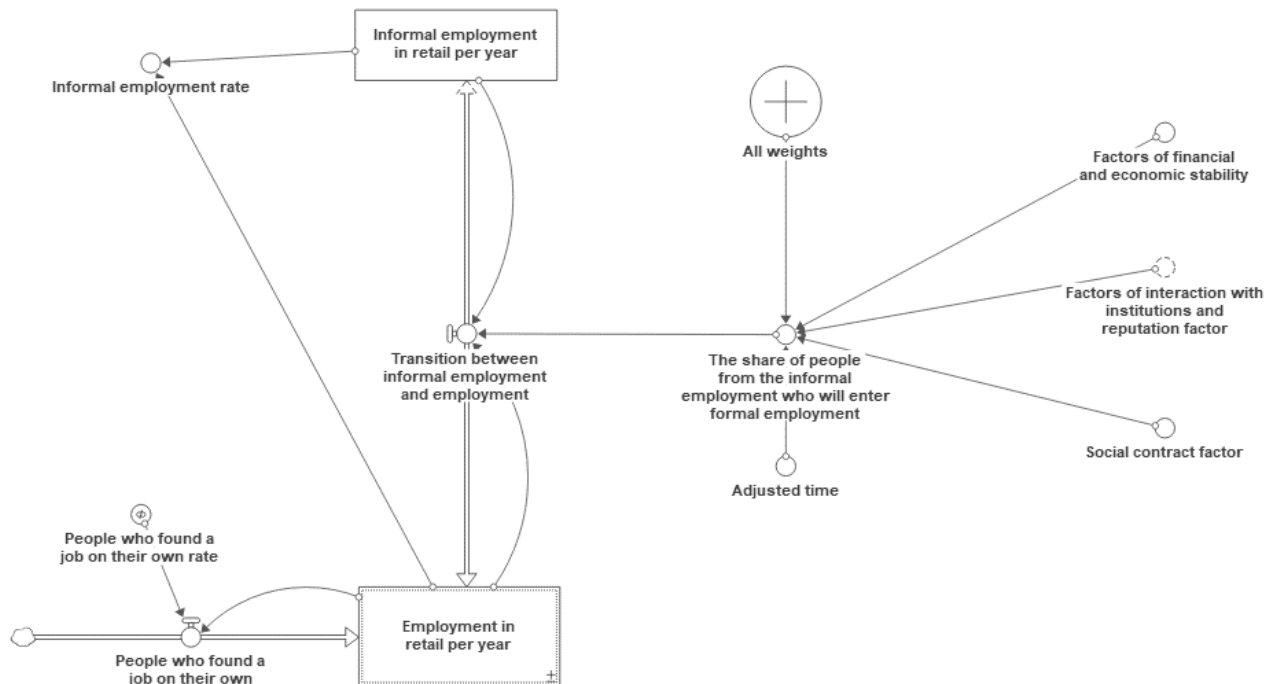 Informal employment
in retail per year
Informal employment rate
All weights
Factors of financial
and economic stability
Factors of interaction with
institutions and
reputation factor
Transition between
informal employment
and employment
The share of people
from the informal
employment who will enter
formal employment
Social contract factor
Adjusted time
People who found a
job on their own rate
Employment in
retail per year
People who found a
job on their own